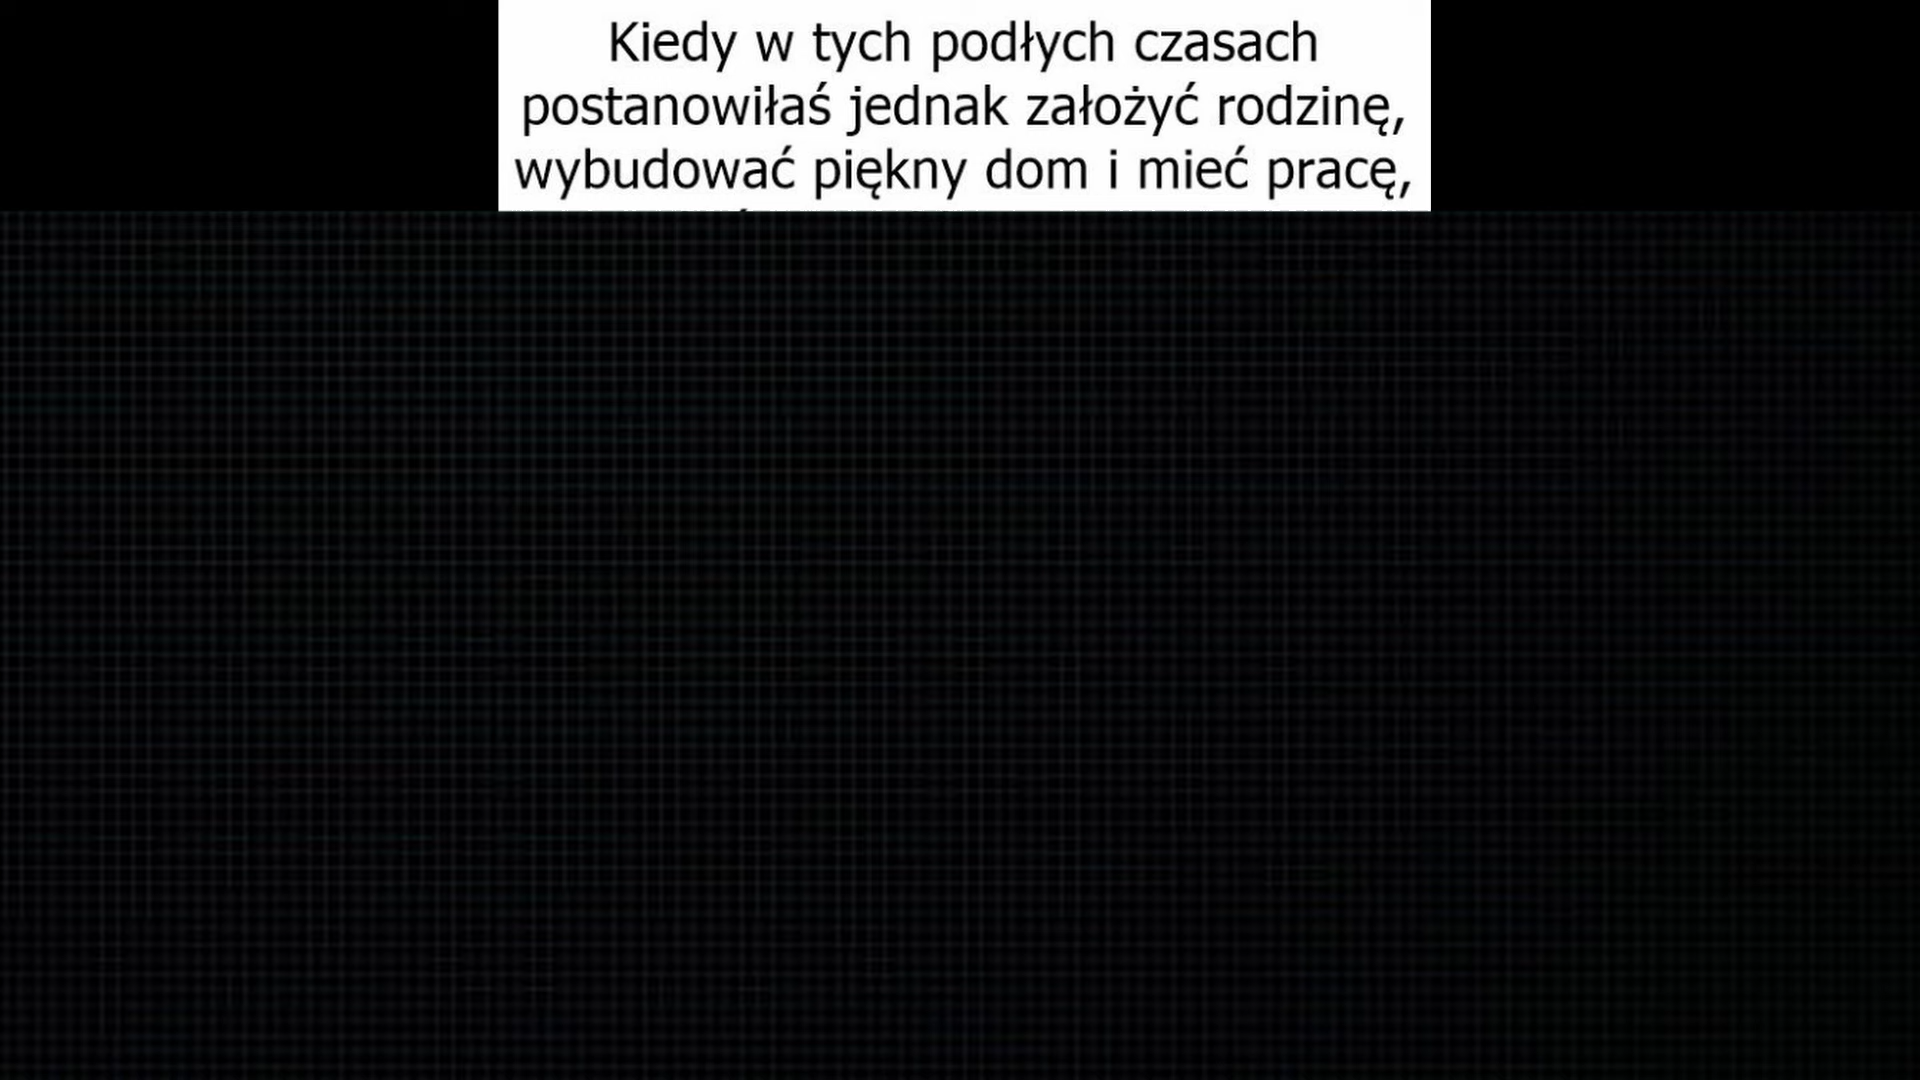 Kiedy w tych podłych czasach
postanowiłaś jednak założyć rodzinę,
wybudować piękny dom i mieć pracę,